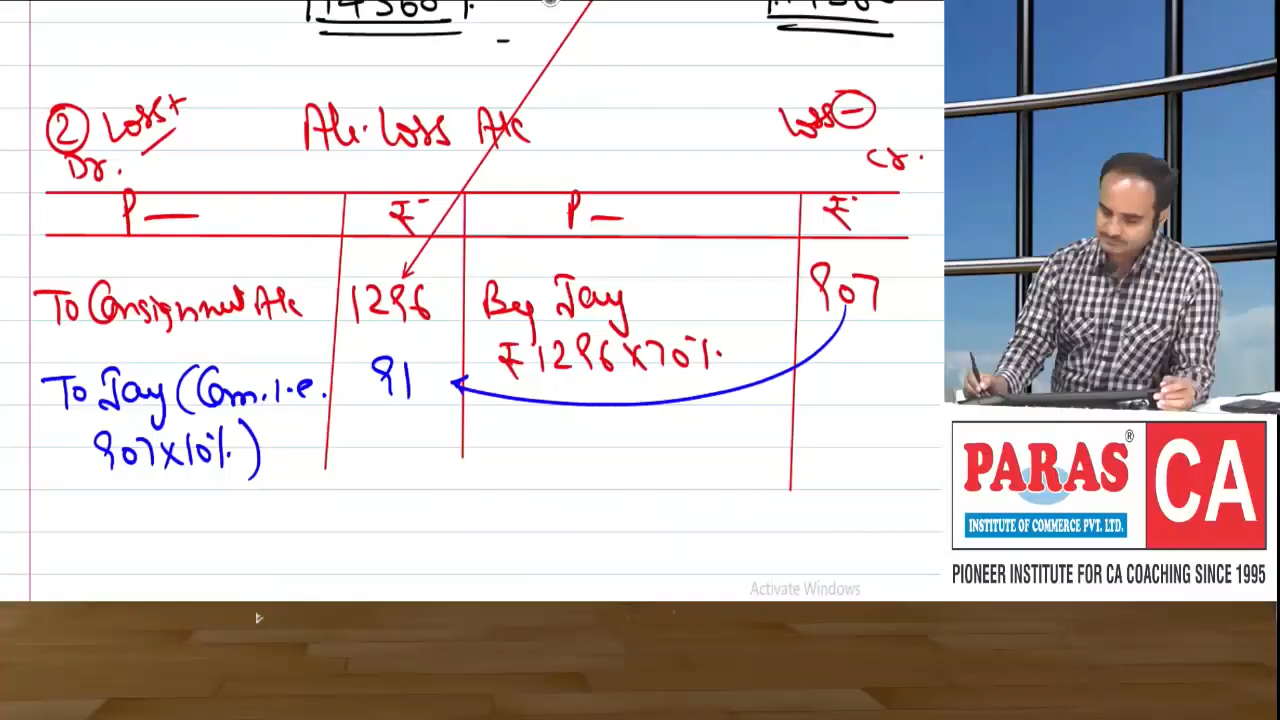 ② Loss+
Ab. Loss A/c
Loss –
Dr.
Cr.
P—
₹
P—
₹
To Consignment A/c
1296
By Jay
907
₹1296×70%
To Jay (Com. i.e.
91
907×10%)
Activate Windows
PARAS®
INSTITUTE OF COMMERCE PVT. LTD.
CA
PIONEER INSTITUTE FOR CA COACHING SINCE 1995